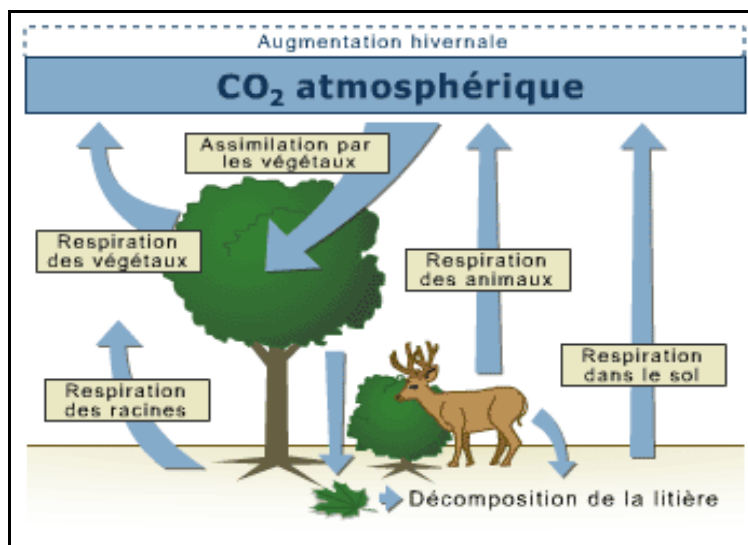 Augmentation hivernale
CO₂ atmosphérique
Assimilation par
les végétaux
Respiration
des végétaux
Respiration
des animaux
Respiration
dans le sol
Respiration
des racines
Décomposition de la litière